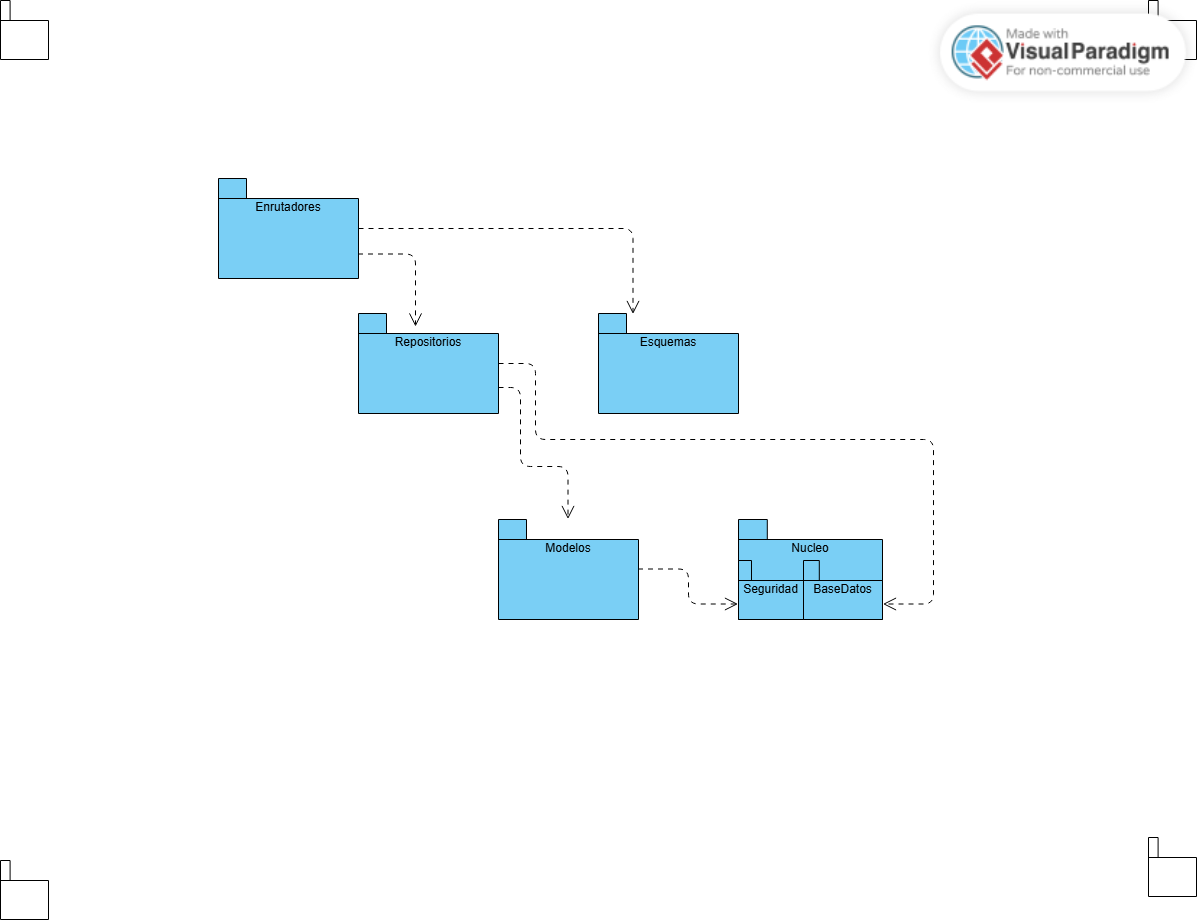 Made with
Visual Paradigm
For non-commercial use
Enrutadores
Repositorios
Esquemas
Modelos
Nucleo
Seguridad
BaseDatos